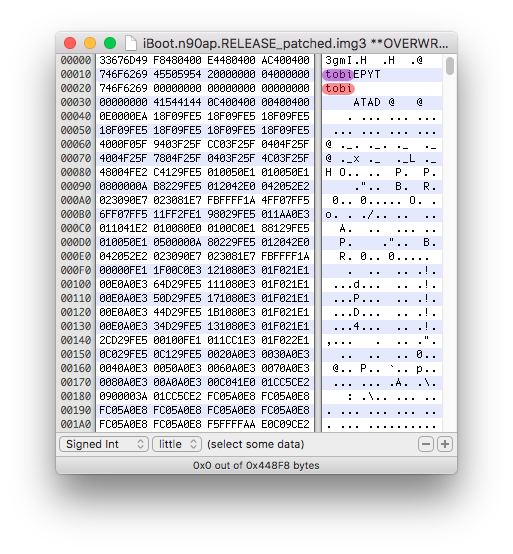 iBoot.n90ap.RELEASE_patched.img3 **OVERWR...
00000 33676D49 F8480400 E4480400 AC400400 3gmI.H .H .@
00010 746F6269 45505954 20000000 04000000 tobiEPYT
00020 746F6269 00000000 00000000 00000000 tobi
00030 00000000 41544144 0C400400 00400400 ATAD @ @
00040 0E0000EA 18F09FE5 18F09FE5 18F09FE5 . ...... ......
00050 18F09FE5 18F09FE5 18F09FE5 18F09FE5 ... ... ... ...
00060 4000F05F 9403F25F CC03F25F 0404F25F @ ._. ._. ._ ._
00070 4004F25F 7804F25F 0403F25F 4C03F25F @ ._x ._ ._L ._
00080 48004FE2 C4129FE5 010050E1 010050E1 H O.. .. P. P.
00090 0800000A B8229FE5 012042E0 042052E2 .".. B. R.
000A0 023090E7 023081E7 FBFFFF1A 4FF07FF5 0.. 0..... O...
000B0 6FF07FF5 11FF2FE1 98029FE5 011AA0E3 o... ./.. .. ..
000C0 011041E2 010080E0 88129FE5 A.
000D0 010050E1 0500000A 80229FE5 012042E0 P. .".. B.
000E0 042052E2 023090E7 023081E7 FBFFFF1A R. 0.. 0.....
000F0 00000FE1 1F00C0E3 121080E3 01F021E1 . ... .. .!.
00100 00E0A0E3 64D29FE5 111080E3 01F021E1 ...d... .. .!.
00110 00E0A0E3 50D29FE5 171080E3 01F021E1 ...P... .. .!.
00120 00E0A0E3 44D29FE5 1B1080E3 01F021E1 ...D... .. .!.
00130 00E0A0E3 34D29FE5 131080E3 01F021E1 ...4... .. .!.
00140 2CD29FE5 00100FE1 011CC1E3 01F022E1 ,... . .. .".
00150 0C029FE5 0C129FE5 0020A0E3 0030A0E3 .. .. .. 0..
00160 0040A0E3 0050A0E3 0060A0E3 0070A0E3 @.. P.. `.. p..
00170 0080A0E3 00A0A0E3 00C041E0 01CC5CE2 ... ... .A. .\.
00180 0900003A 01CC5CE2 FC05A0E8 FC05A0E8 : .\. ... ...
00190 FC05A0E8 FC05A0E8 FC05A0E8 FC05A0E8 . ... ... ... ..
001A0 FC05A0E8 FC05A0E8 F5FFFFAA E0C09CE2 . ... ..........
Signed Int little (select some data)
0x0 out of 0x448F8 bytes